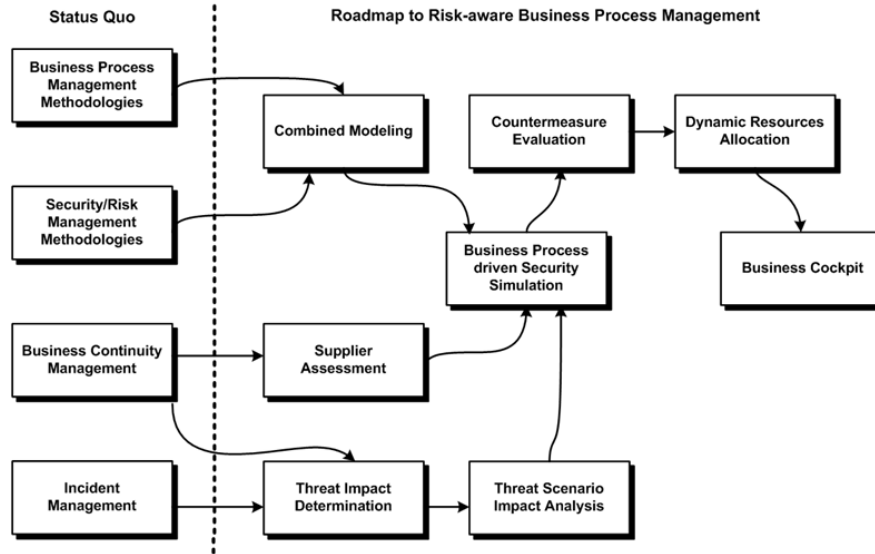 Status Quo
Roadmap to Risk-aware Business Process Management
Business Process
Management
Methodologies
Combined Modeling
Countermeasure
Evaluation
Dynamic Resources
Allocation
Security/Risk
Management
Methodologies
Business Process
driven Security
Simulation
Business Cockpit
Business Continuity
Management
Supplier
Assessment
Incident
Management
Threat Impact
Determination
Threat Scenario
Impact Analysis